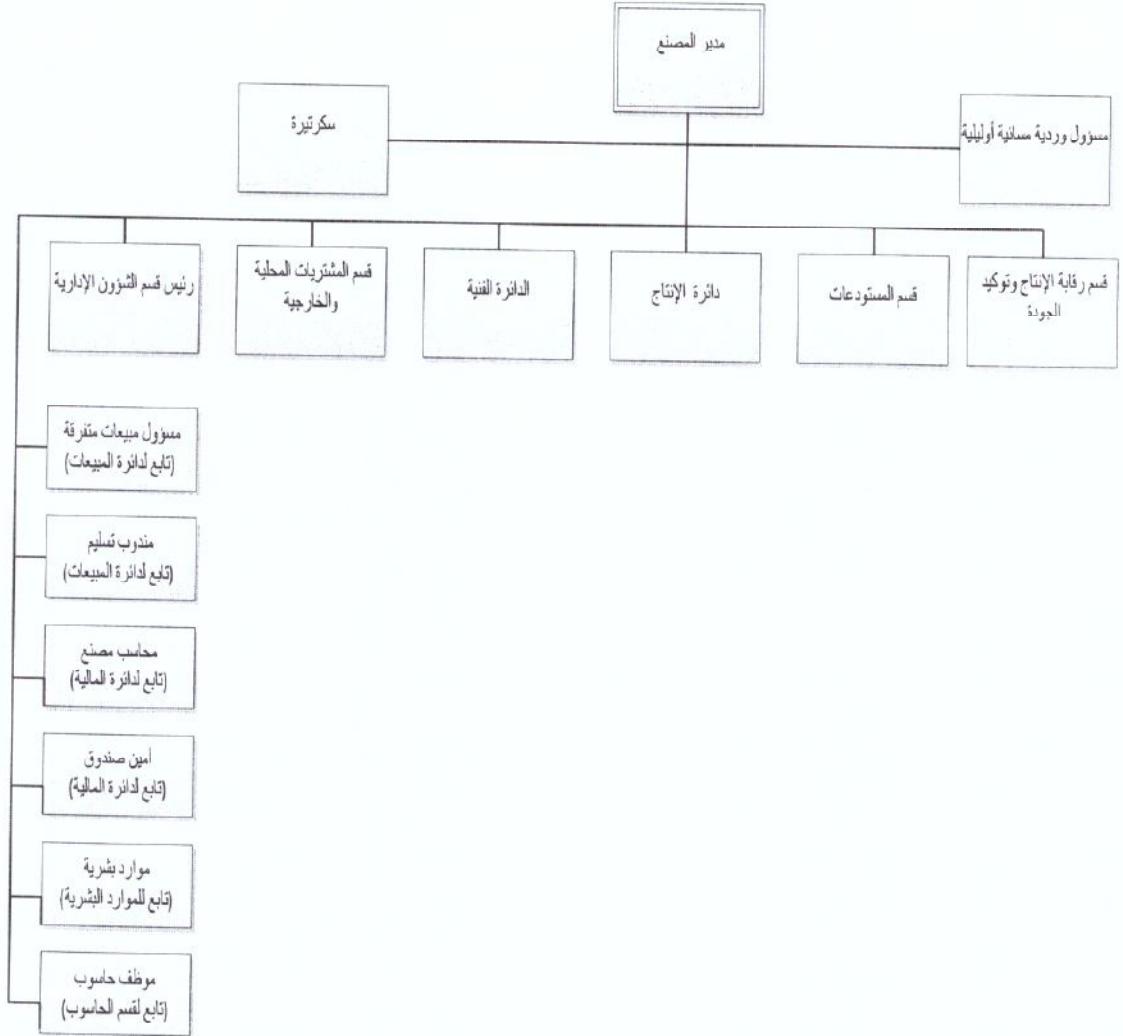 مدير المصنع
سكرتيرة
مسؤول وردية مسائية أوليلية
قسم رقابة الإنتاج وتوكيد
الجودة
قسم المستودعات
دائرة الإنتاج
الدائرة الفنية
قسم المشتريات المحلية
والخارجية
رئيس قسم الشؤون الإدارية
مسؤول مبيعات متفرقة
(تابع لدائرة المبيعات)
مندوب تسليم
(تابع لدائرة المبيعات)
محاسب مصنع
(تابع لدائرة المالية)
أمين صندوق
(تابع لدائرة المالية)
موارد بشرية
(تابع للموارد البشرية)
موظف حاسوب
(تابع لقسم الحاسوب)